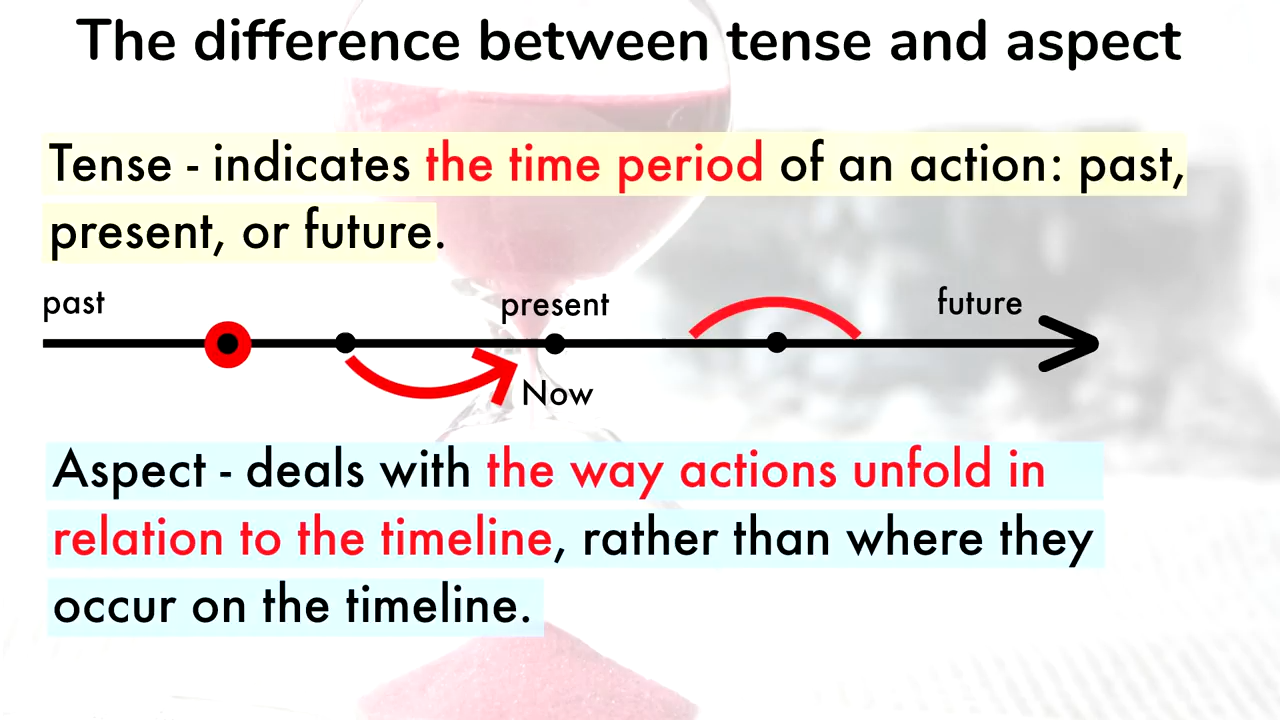 The difference between tense and aspect
Tense - indicates the time period of an action: past,
present, or future.
past
present
future
Now
Aspect - deals with the way actions unfold in
relation to the timeline, rather than where they
occur on the timeline.